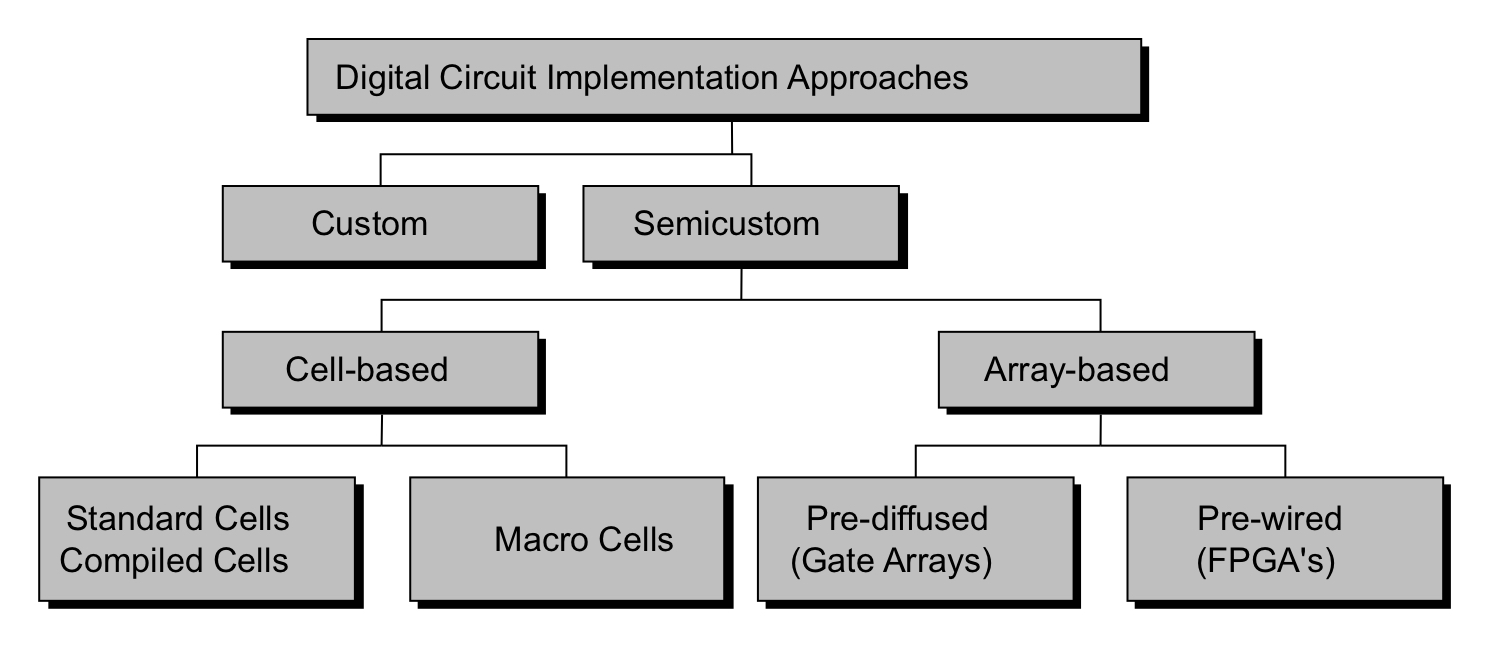 Digital Circuit Implementation Approaches
Custom
Semicustom
Cell-based
Array-based
Standard Cells
Compiled Cells
Macro Cells
Pre-diffused
(Gate Arrays)
Pre-wired
(FPGA's)